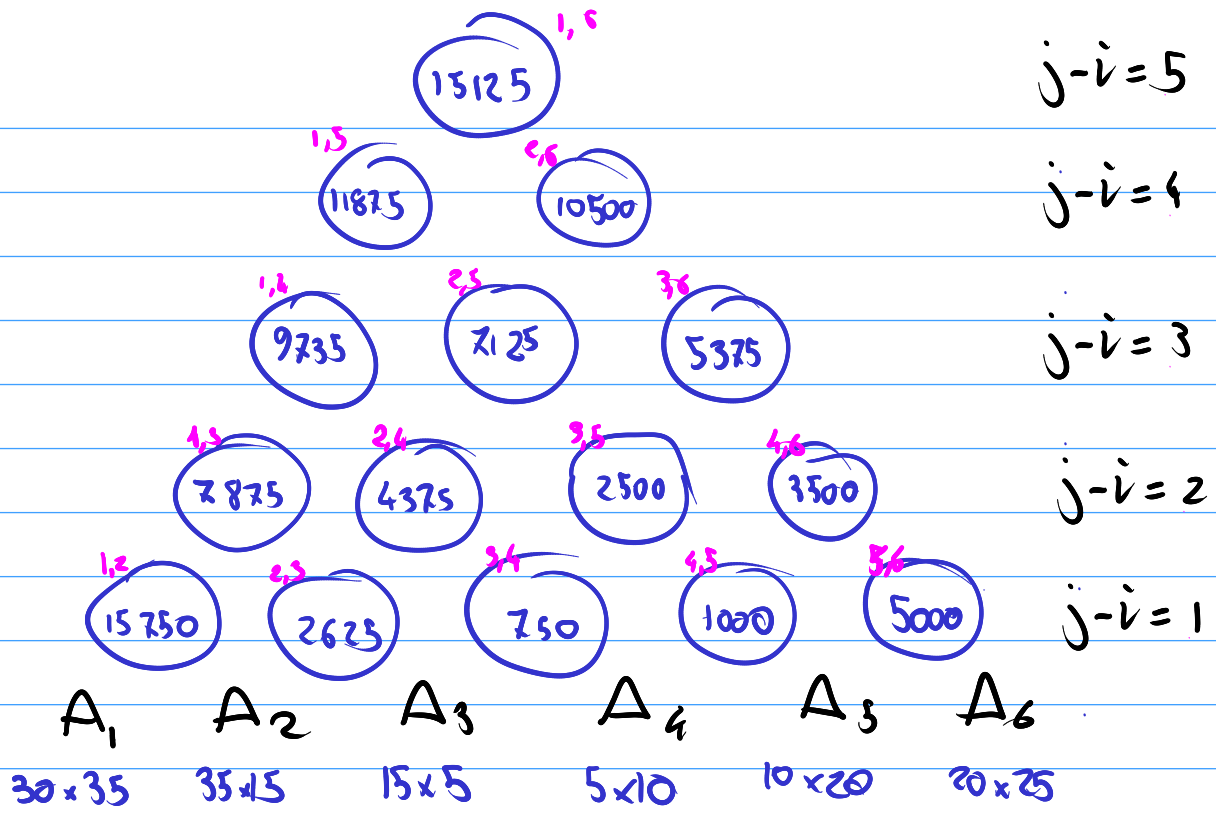 1, 6
15125 j-i=5
1,5 2,6
11875 10500 j-i=4
1,4 2,5 3,6
9735 7125 5375 j-i=3
1,3 2,4 3,5 4,6
7875 4375 2500 3500 j-i=2
1,2 2,3 3,4 4,5 5,6
15750 2625 750 1000 5000 j-i=1
A1 A2 A3 A4 A5 A6
30x35 35x15 15x5 5x10 10x20 20x25